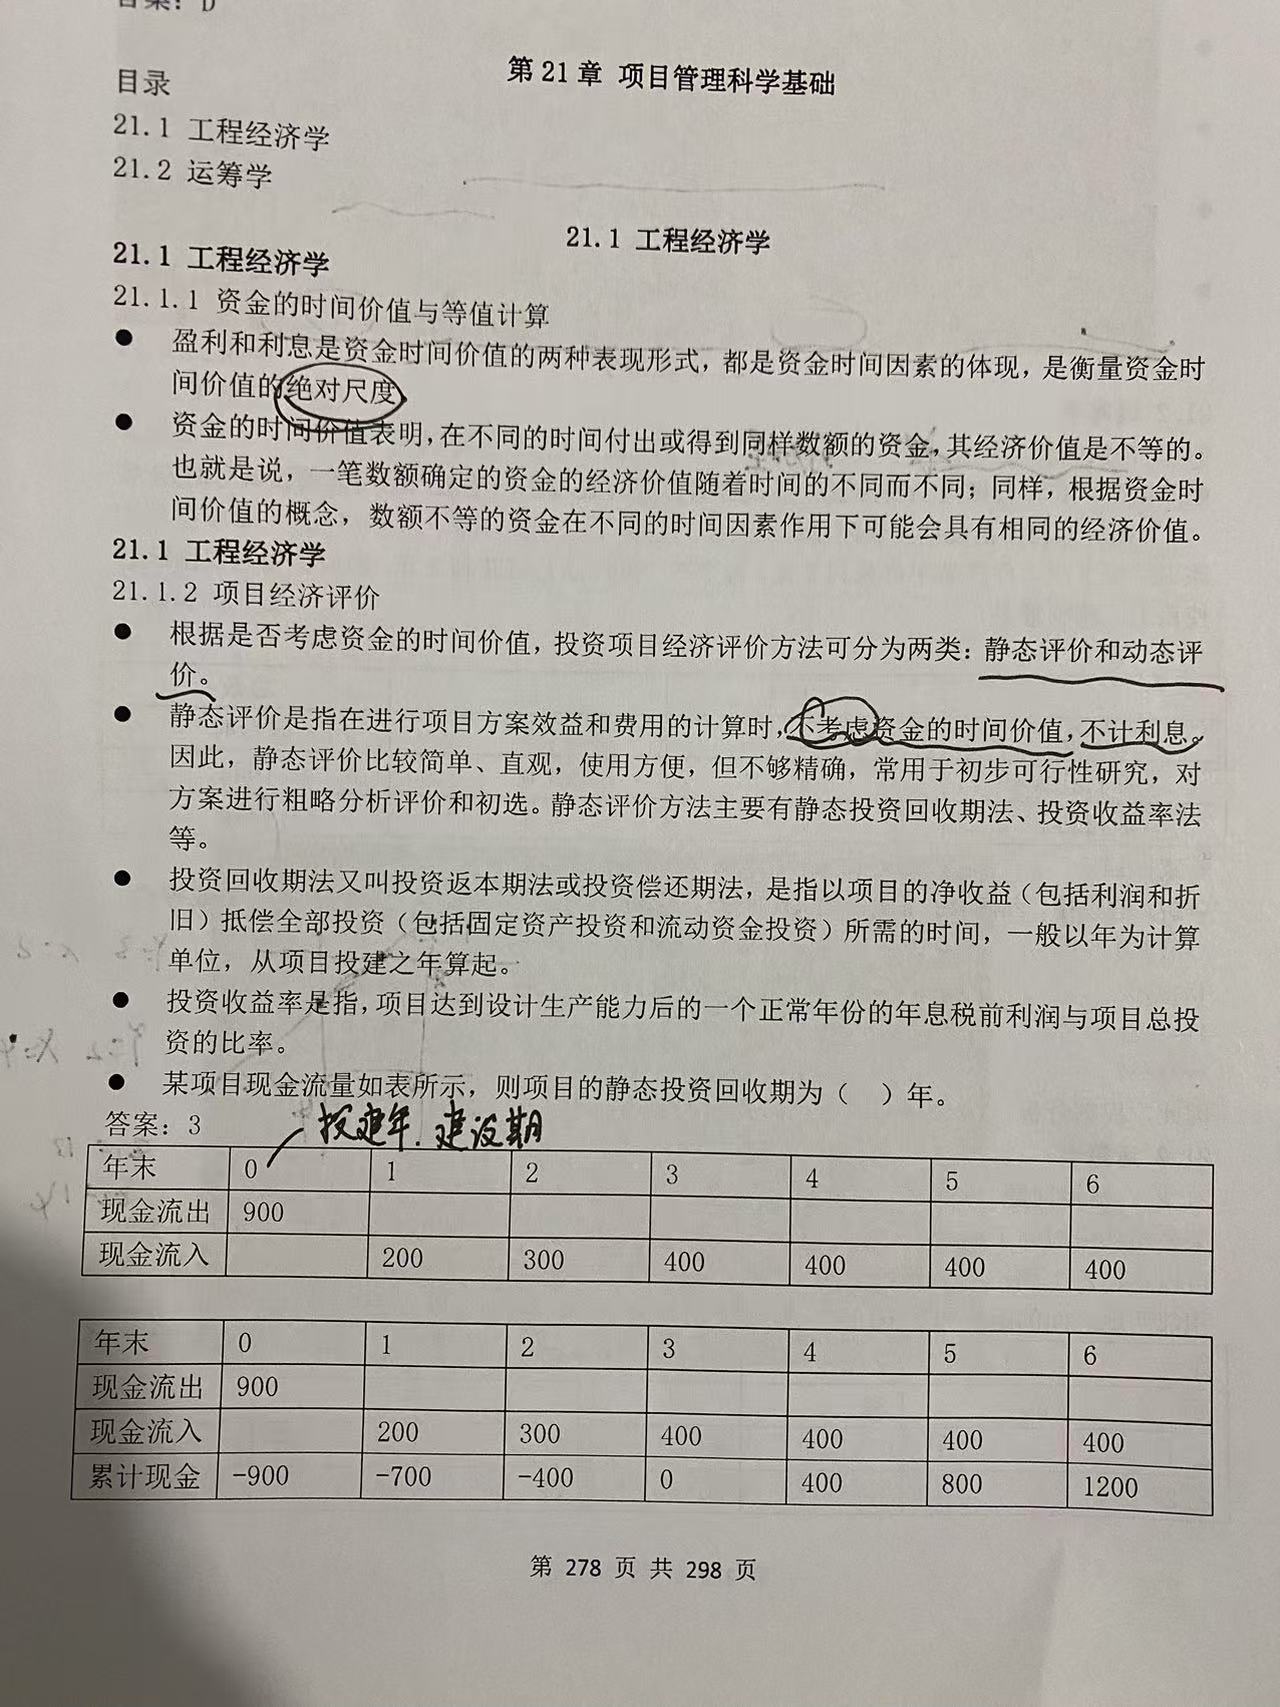 答案：D
第 21 章 项目管理科学基础
目录
21.1 工程经济学
21.2 运筹学
21.1 工程经济学
21.1 工程经济学
21.1.1 资金的时间价值与等值计算
● 盈利和利息是资金时间价值的两种表现形式，都是资金时间因素的体现，是衡量资金时
间价值的绝对尺度
● 资金的时间价值表明，在不同的时间付出或得到同样数额的资金，其经济价值是不等的。
也就是说，一笔数额确定的资金的经济价值随着时间的不同而不同；同样，根据资金时
间价值的概念，数额不等的资金在不同的时间因素作用下可能会具有相同的经济价值。
21.1 工程经济学
21.1.2 项目经济评价
● 根据是否考虑资金的时间价值，投资项目经济评价方法可分为两类：静态评价和动态评
价。
● 静态评价是指在进行项目方案效益和费用的计算时，不考虑资金的时间价值，不计利息。
因此，静态评价比较简单、直观，使用方便，但不够精确，常用于初步可行性研究，对
方案进行粗略分析评价和初选。静态评价方法主要有静态投资回收期法、投资收益率法
等。
● 投资回收期法又叫投资返本期法或投资偿还期法，是指以项目的净收益（包括利润和折
旧）抵偿全部投资（包括固定资产投资和流动资金投资）所需的时间，一般以年为计算
单位，从项目投建之年算起。
● 投资收益率是指，项目达到设计生产能力后的一个正常年份的年息税前利润与项目总投
资的比率。
● 某项目现金流量如表所示，则项目的静态投资回收期为（ ）年。
答案：3
投建年.建设期
年末 0 1 2 3 4 5 6
现金流出 900
现金流入 200 300 400 400 400 400
年末 0 1 2 3 4 5 6
现金流出 900
现金流入 200 300 400 400 400 400
累计现金 -900 -700 -400 0 400 800 1200
第 278 页 共 298 页